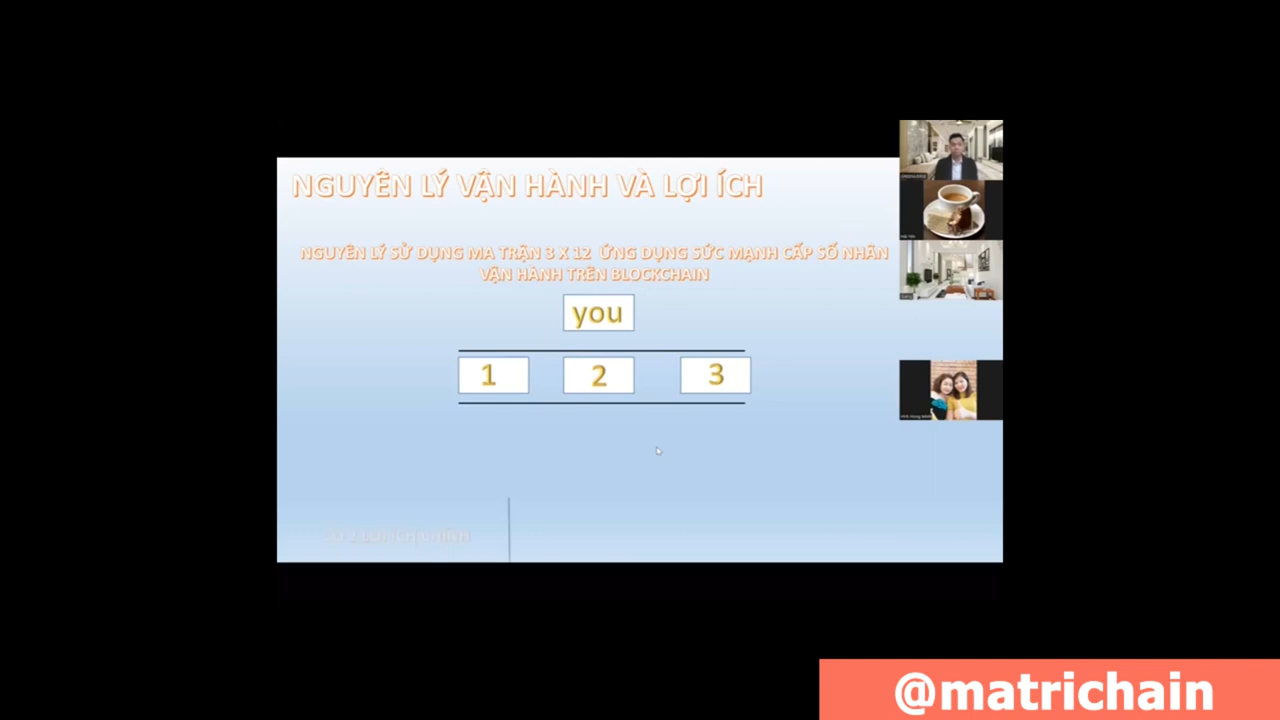 NGUYÊN LÝ VẬN HÀNH VÀ LỢI ÍCH
NGUYÊN LÝ SỬ DỤNG MA TRẬN 3 X 12 ỨNG DỤNG SỨC MẠNH CẤP SỐ NHÂN
VẬN HÀNH TRÊN BLOCKCHAIN
you
1 2 3
@matrichain